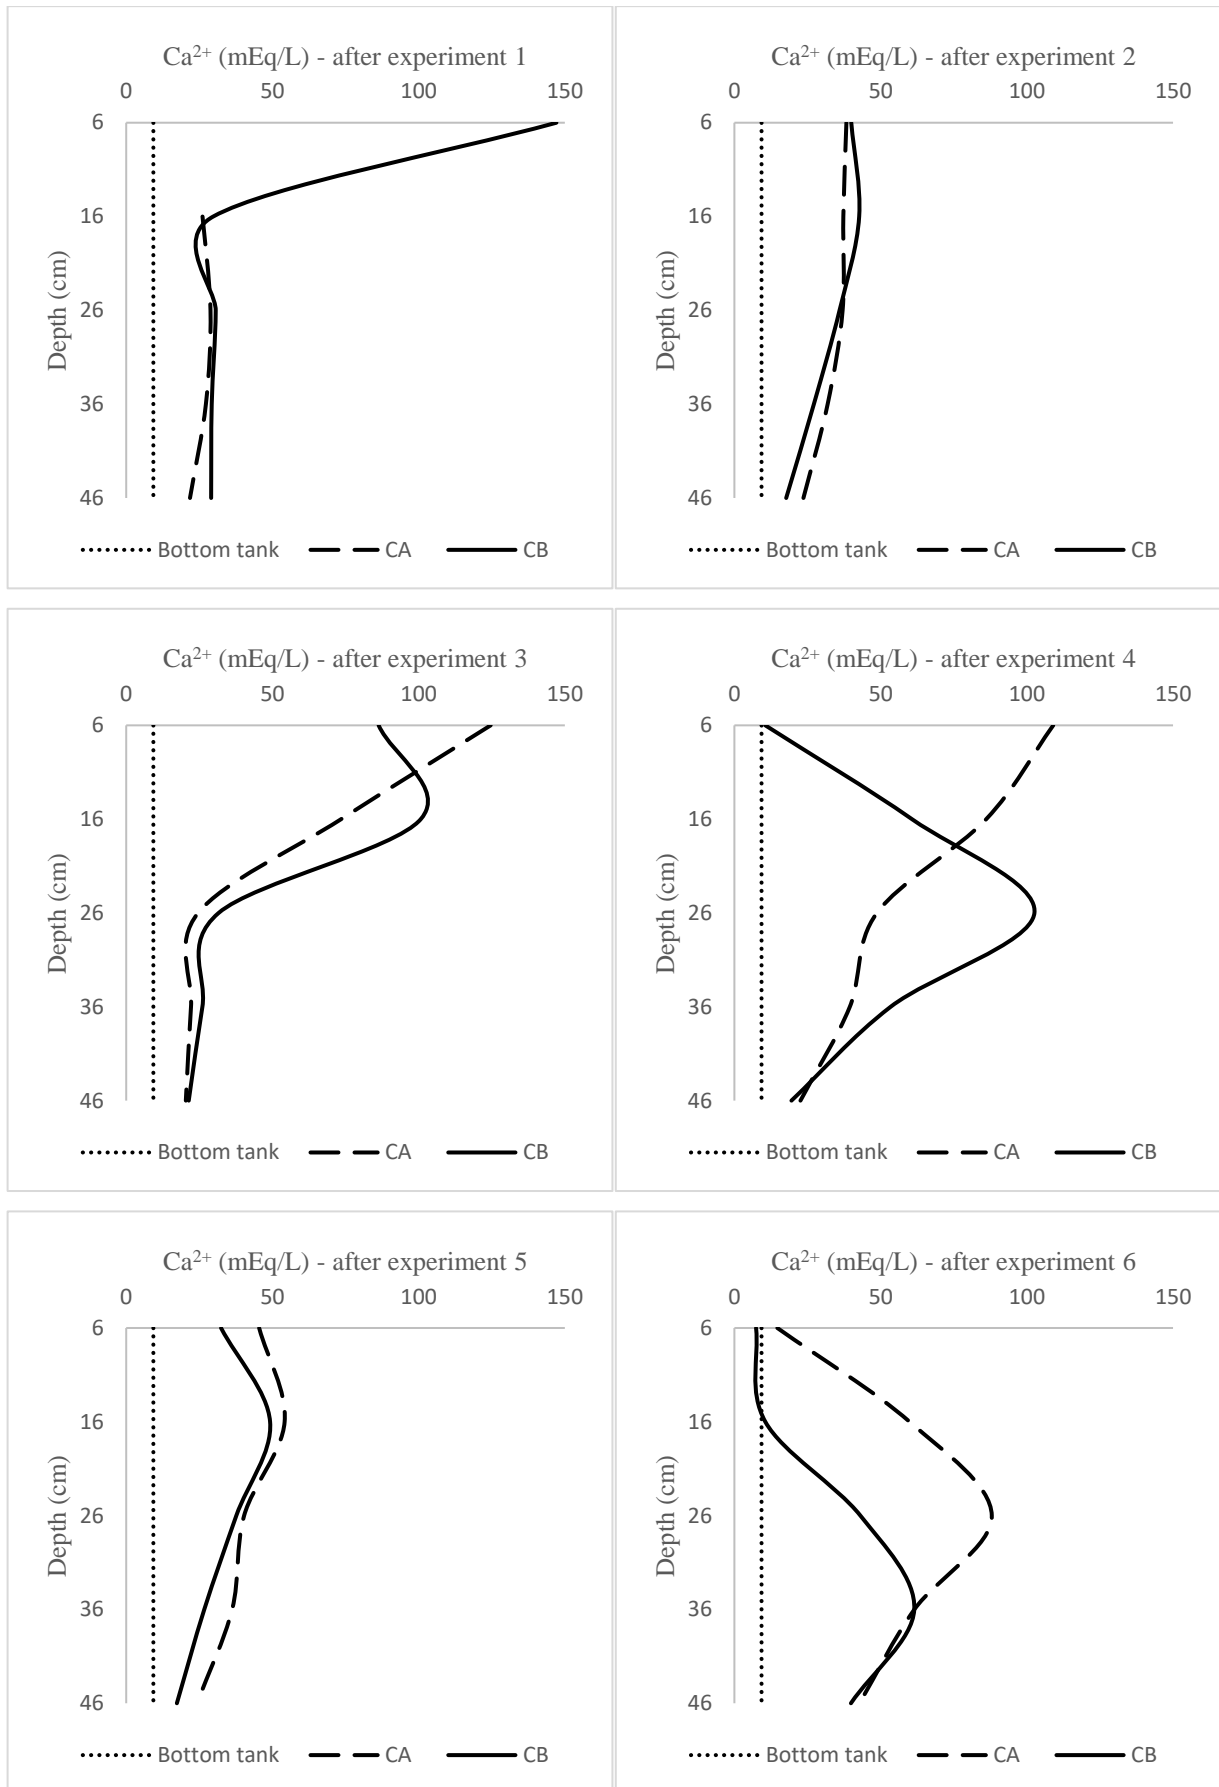 Ca²⁺ (mEq/L) - after experiment 1
0 50 100 150
6
16
26
36
46
Depth (cm)
Bottom tank CA CB
Ca²⁺ (mEq/L) - after experiment 2
0 50 100 150
6
16
26
36
46
Depth (cm)
Bottom tank CA CB
Ca²⁺ (mEq/L) - after experiment 3
0 50 100 150
6
16
26
36
46
Depth (cm)
Bottom tank CA CB
Ca²⁺ (mEq/L) - after experiment 4
0 50 100 150
6
16
26
36
46
Depth (cm)
Bottom tank CA CB
Ca²⁺ (mEq/L) - after experiment 5
0 50 100 150
6
16
26
36
46
Depth (cm)
Bottom tank CA CB
Ca²⁺ (mEq/L) - after experiment 6
0 50 100 150
6
16
26
36
46
Depth (cm)
Bottom tank CA CB